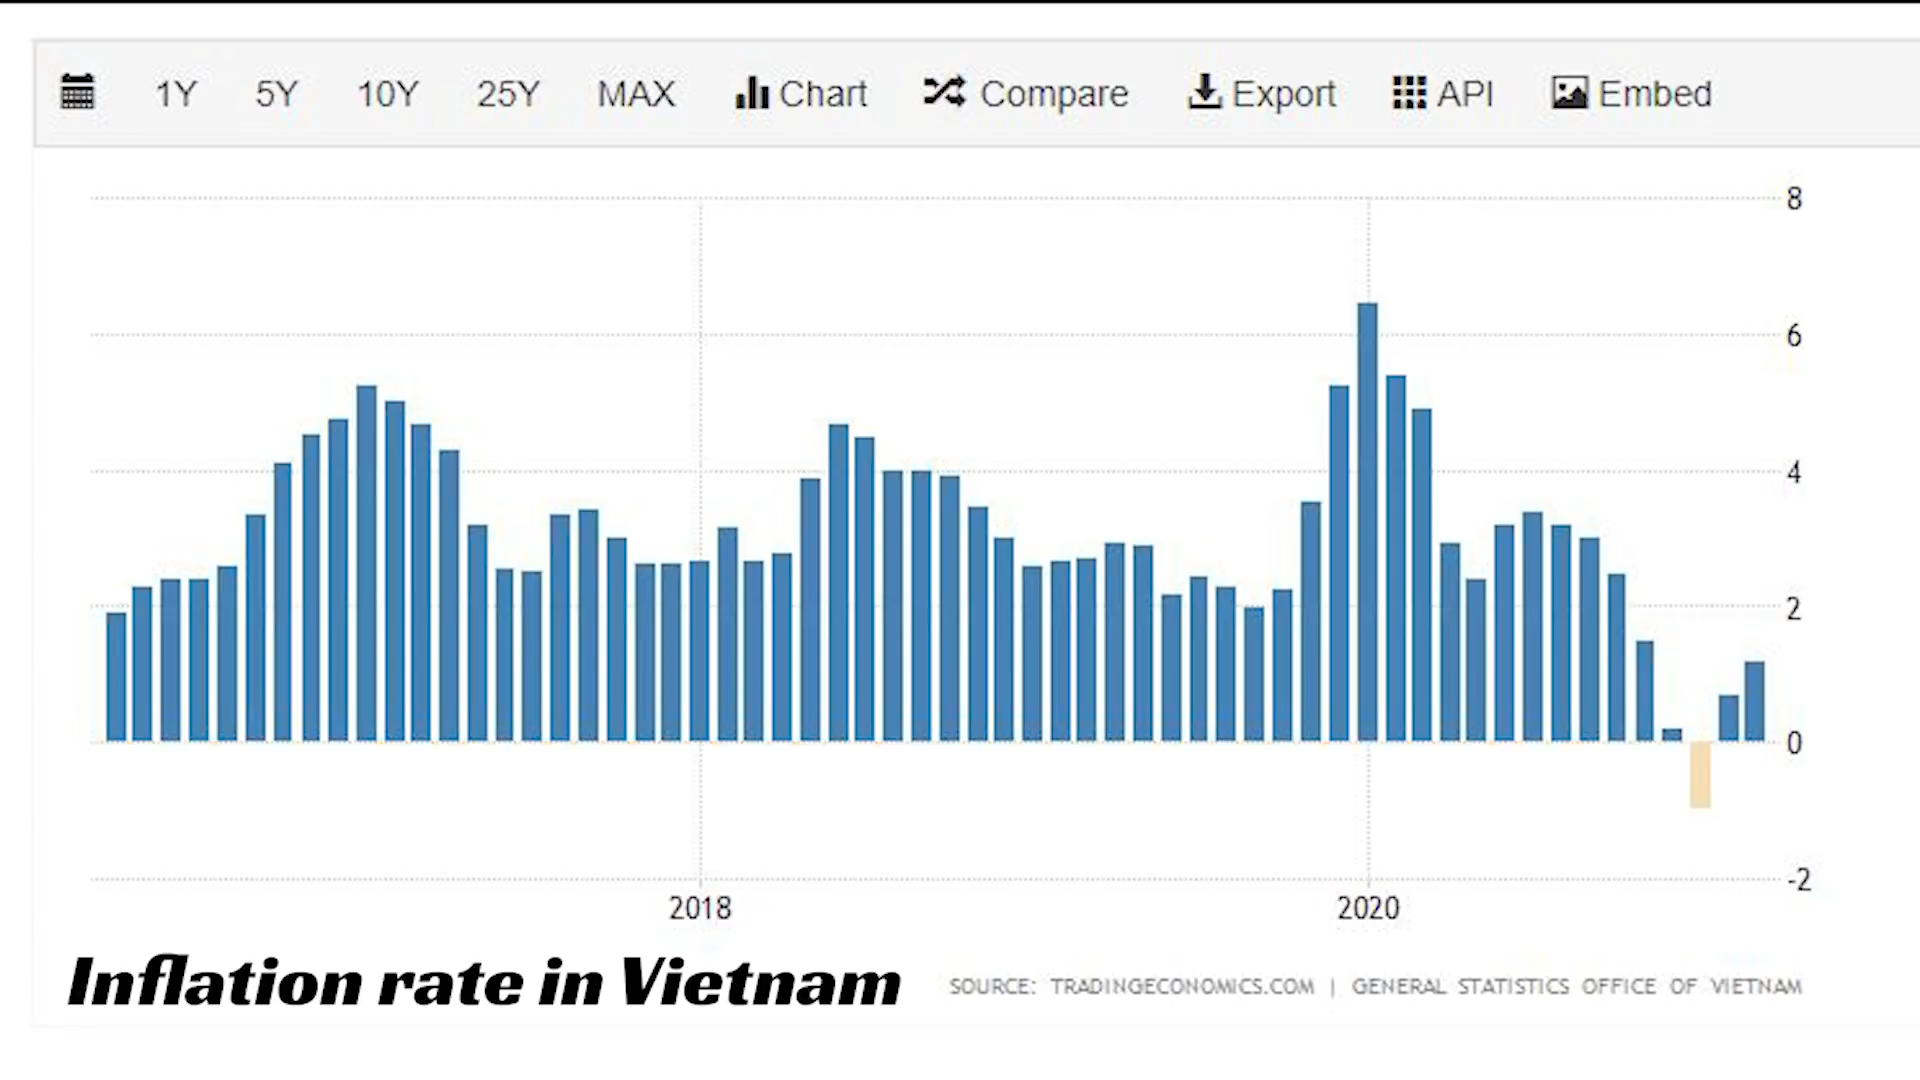 1Y 5Y 10Y 25Y MAX Chart Compare Export API Embed
8
6
4
2
0
-2
2018 2020
Inflation rate in Vietnam
SOURCE: TRADINGECONOMICS.COM | GENERAL STATISTICS OFFICE OF VIETNAM